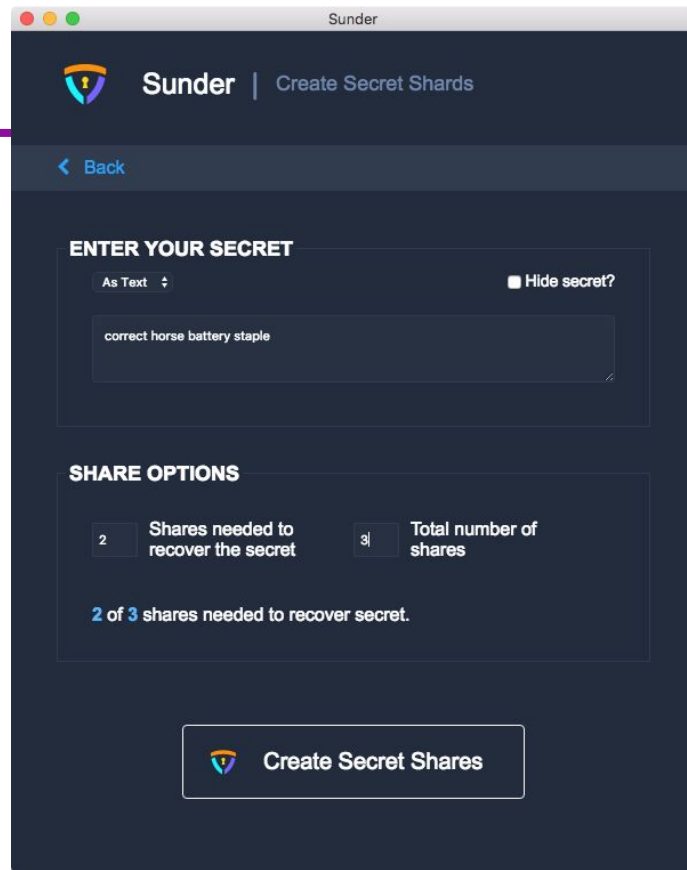 Sunder
Sunder | Create Secret Shards
Back
ENTER YOUR SECRET
As Text
Hide secret?
correct horse battery staple
SHARE OPTIONS
2
Shares needed to
recover the secret
3
Total number of
shares
2 of 3 shares needed to recover secret.
Create Secret Shares